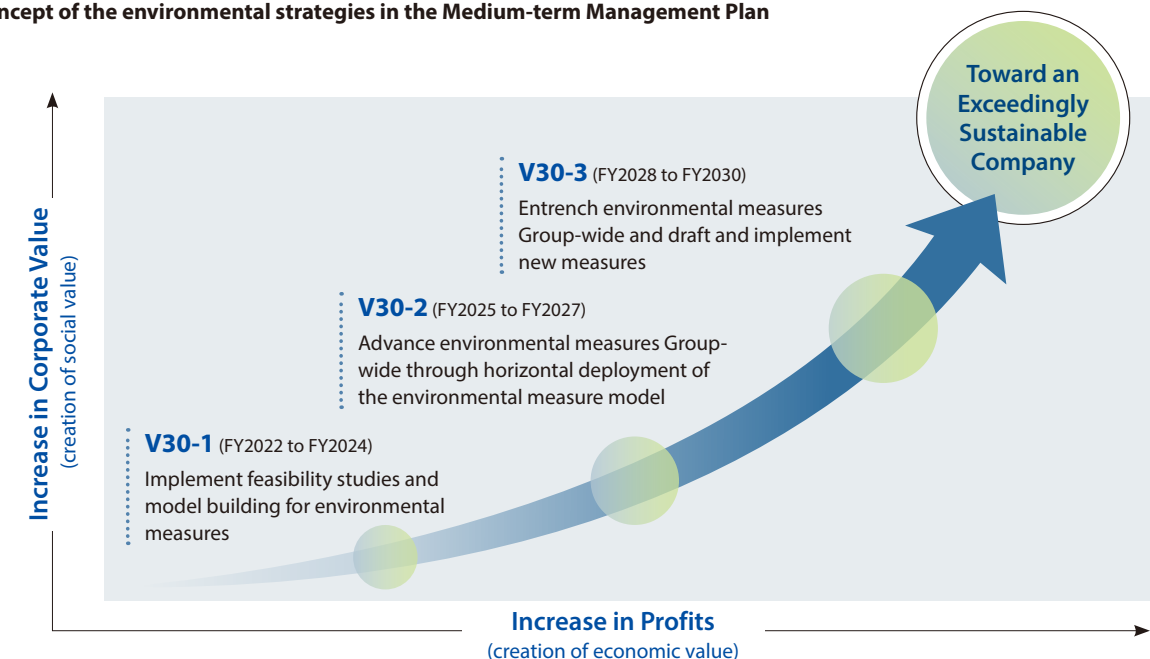 ncept of the environmental strategies in the Medium-term Management Plan
Toward an
Exceedingly
Sustainable
Company
V30-3 (FY2028 to FY2030)
Entrench environmental measures
Group-wide and draft and implement
new measures
V30-2 (FY2025 to FY2027)
Advance environmental measures Group-
wide through horizontal deployment of
the environmental measure model
V30-1 (FY2022 to FY2024)
Implement feasibility studies and
model building for environmental
measures
Increase in Corporate Value
(creation of social value)
Increase in Profits
(creation of economic value)